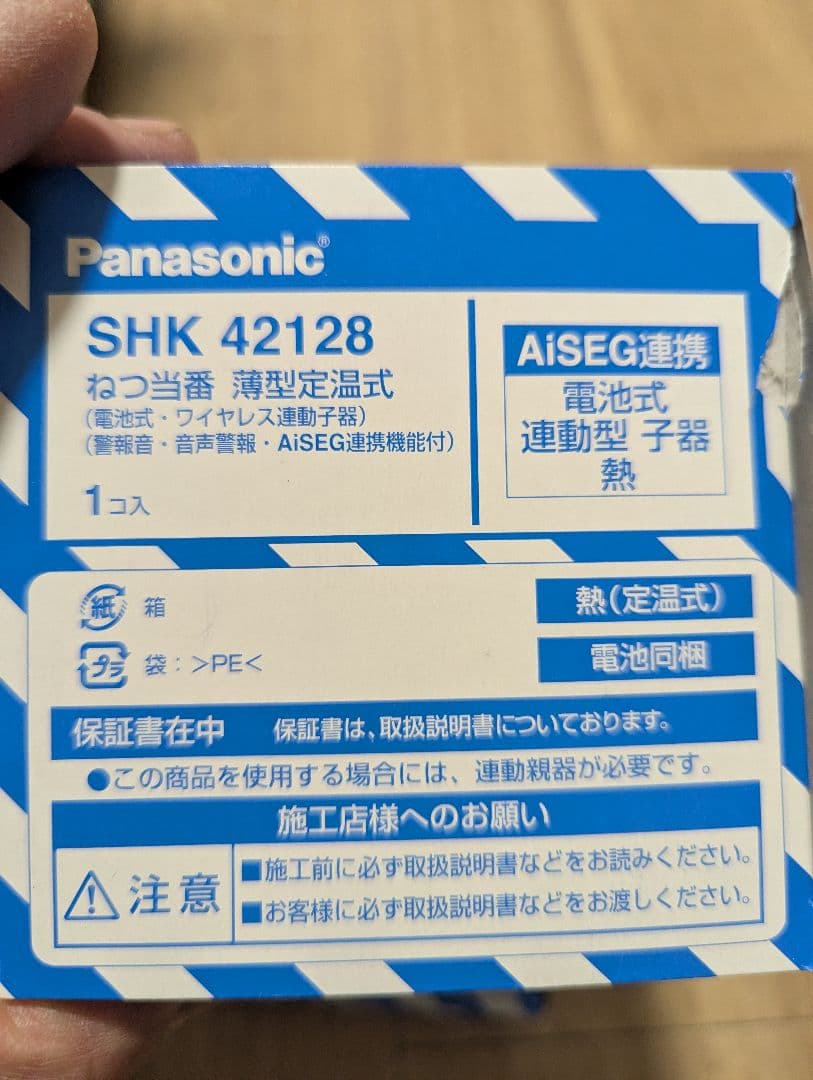 Panasonic®
SHK 42128
ねつ当番 薄型定温式
(電池式・ワイヤレス連動子器)
(警報音・音声警報・AiSEG連携機能付)
1コ入
AiSEG連携
電池式
連動型 子器
熱
紙 箱
プラ 袋：>PE<
熱(定温式)
電池同梱
保証書在中 保証書は、取扱説明書についております。
●この商品を使用する場合には、連動親器が必要です。
施工店様へのお願い
注意
■施工前に必ず取扱説明書などをお読みください。
■お客様に必ず取扱説明書などをお渡しください。